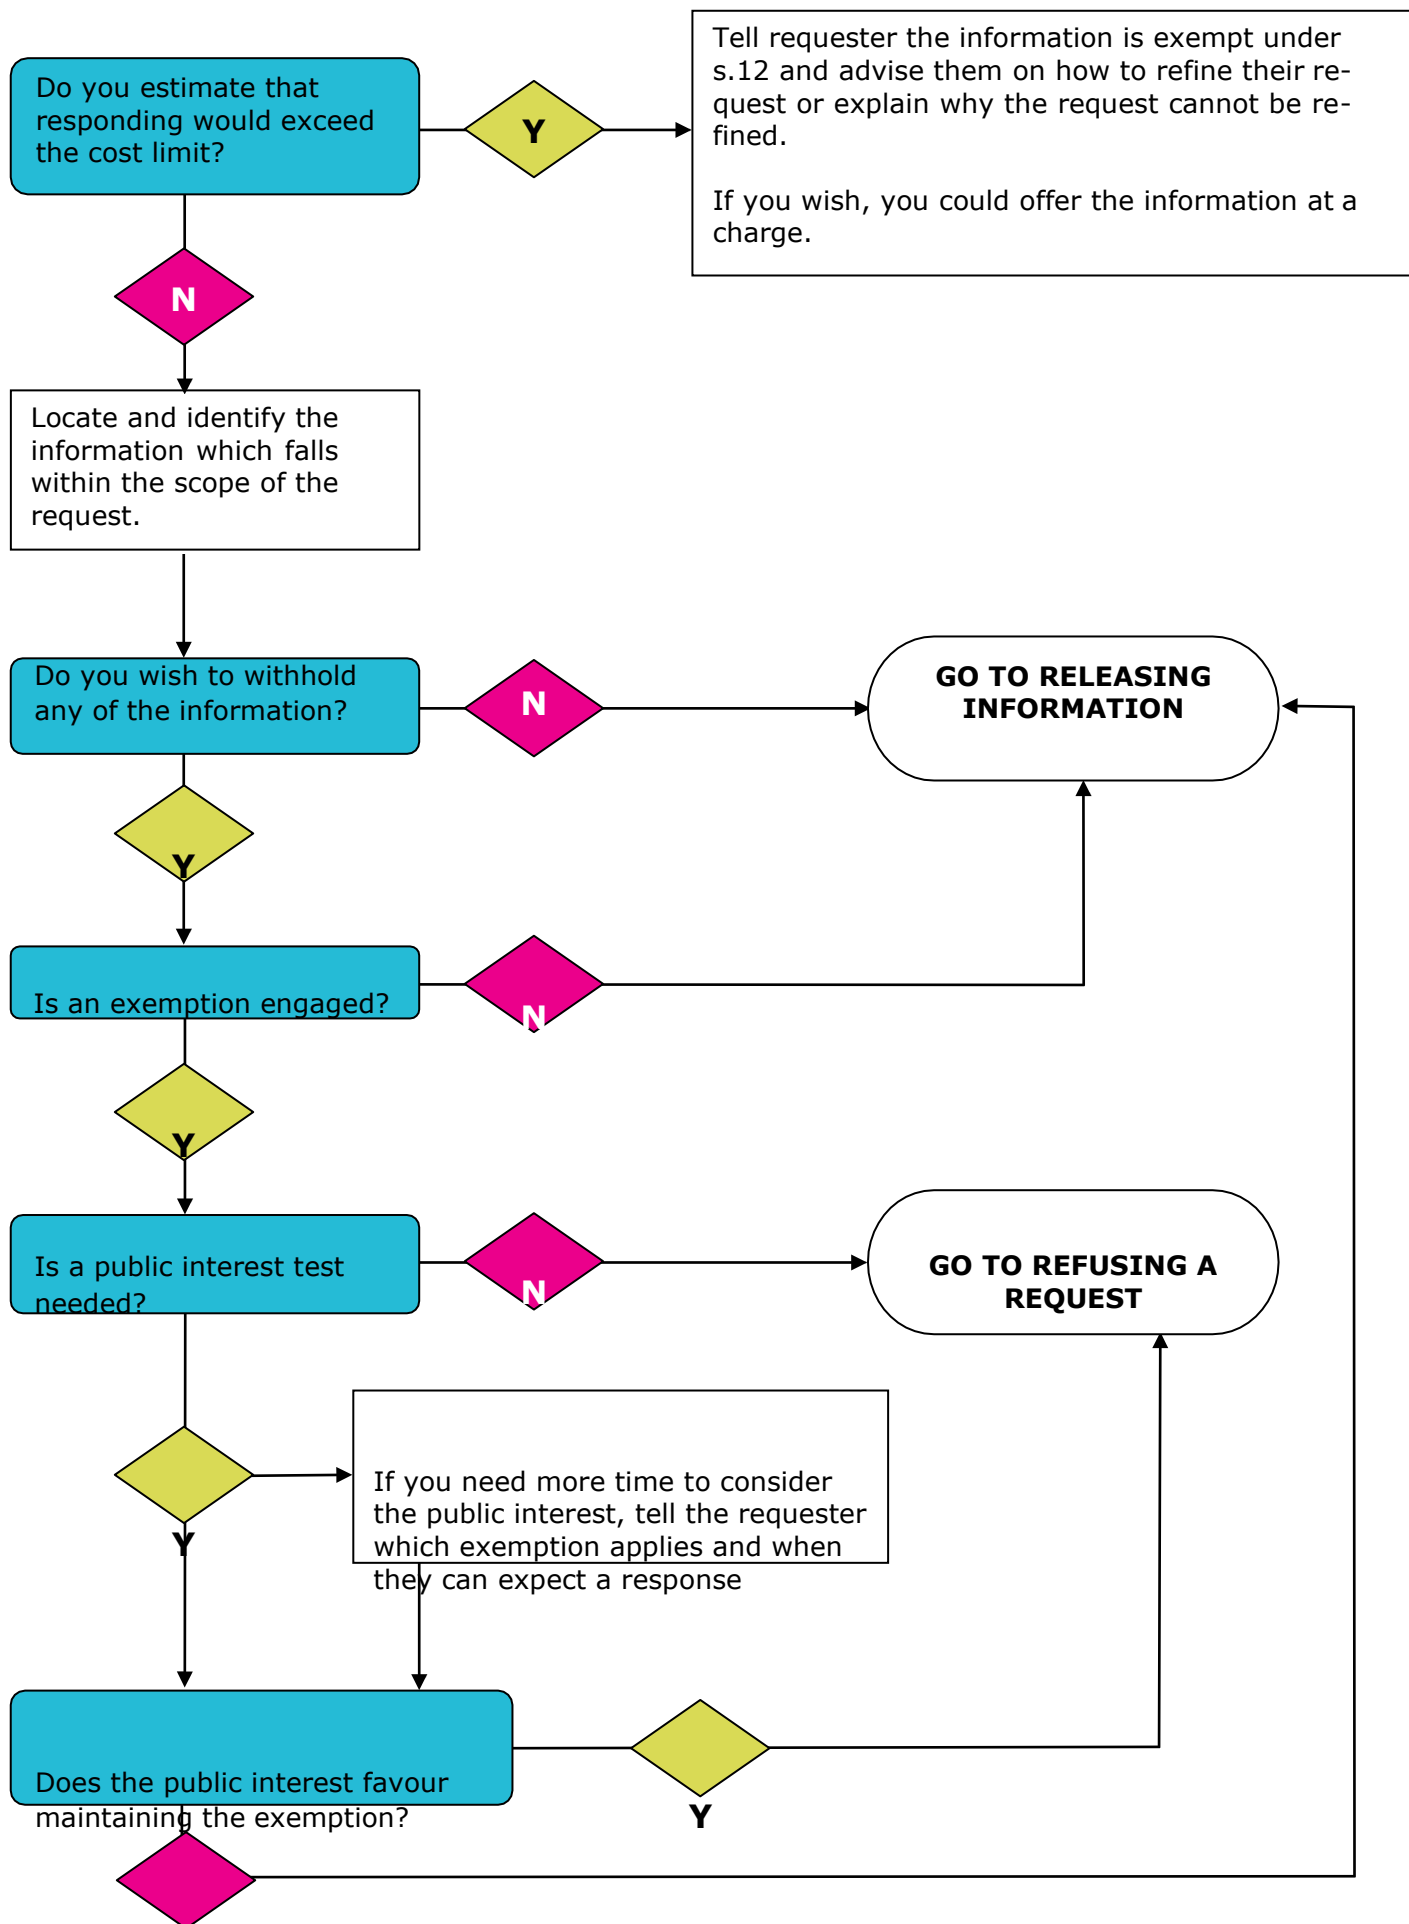 Do you estimate that
responding would exceed
the cost limit?
Y
Tell requester the information is exempt under
s.12 and advise them on how to refine their re-
quest or explain why the request cannot be re-
fined.
If you wish, you could offer the information at a
charge.
N
Locate and identify the
information which falls
within the scope of the
request.
Do you wish to withhold
any of the information?
N
GO TO RELEASING
INFORMATION
Y
Is an exemption engaged?
N
Y
Is a public interest test
needed?
N
GO TO REFUSING A
REQUEST
Y
If you need more time to consider
the public interest, tell the requester
which exemption applies and when
they can expect a response
Does the public interest favour
maintaining the exemption?
Y